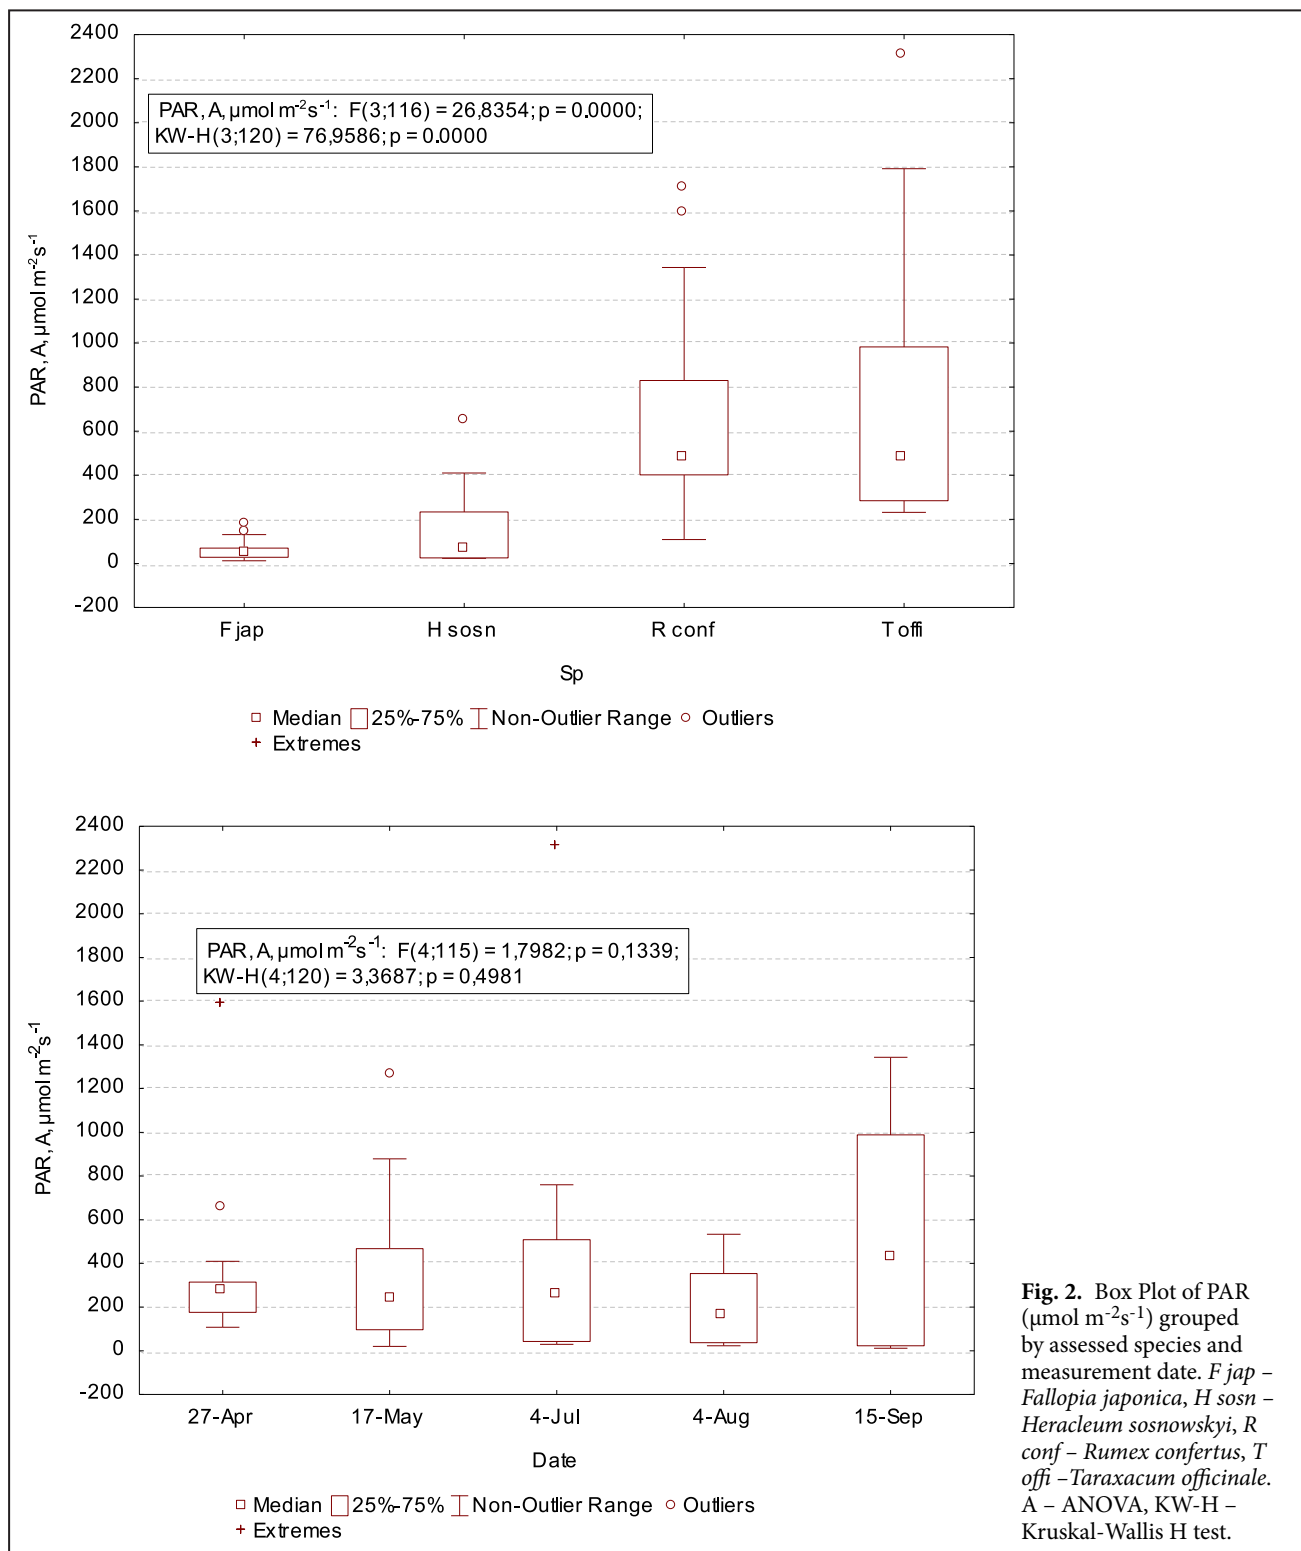 2400
2200
2000
1800
1600
1400
1200
1000
800
600
400
200
0
-200
PAR, A, µmol m⁻²s⁻¹
PAR, A, µmol m⁻²s⁻¹: F(3;116) = 26,8354; p = 0.0000;
KW-H(3;120) = 76,9586; p = 0.0000
F jap H sosn R conf T offi
Sp
Median 25%-75% Non-Outlier Range Outliers
Extremes
2400
2200
2000
1800
1600
1400
1200
1000
800
600
400
200
0
-200
PAR, A, µmol m⁻²s⁻¹
PAR, A, µmol m⁻²s⁻¹: F(4;115) = 1,7982; p = 0,1339;
KW-H(4;120) = 3,3687; p = 0,4981
27-Apr 17-May 4-Jul 4-Aug 15-Sep
Date
Median 25%-75% Non-Outlier Range Outliers
Extremes
Fig. 2. Box Plot of PAR
(µmol m⁻²s⁻¹) grouped
by assessed species and
measurement date. F jap –
Fallopia japonica, H sosn –
Heracleum sosnowskyi, R
conf – Rumex confertus, T
offi –Taraxacum officinale.
A – ANOVA, KW-H –
Kruskal-Wallis H test.